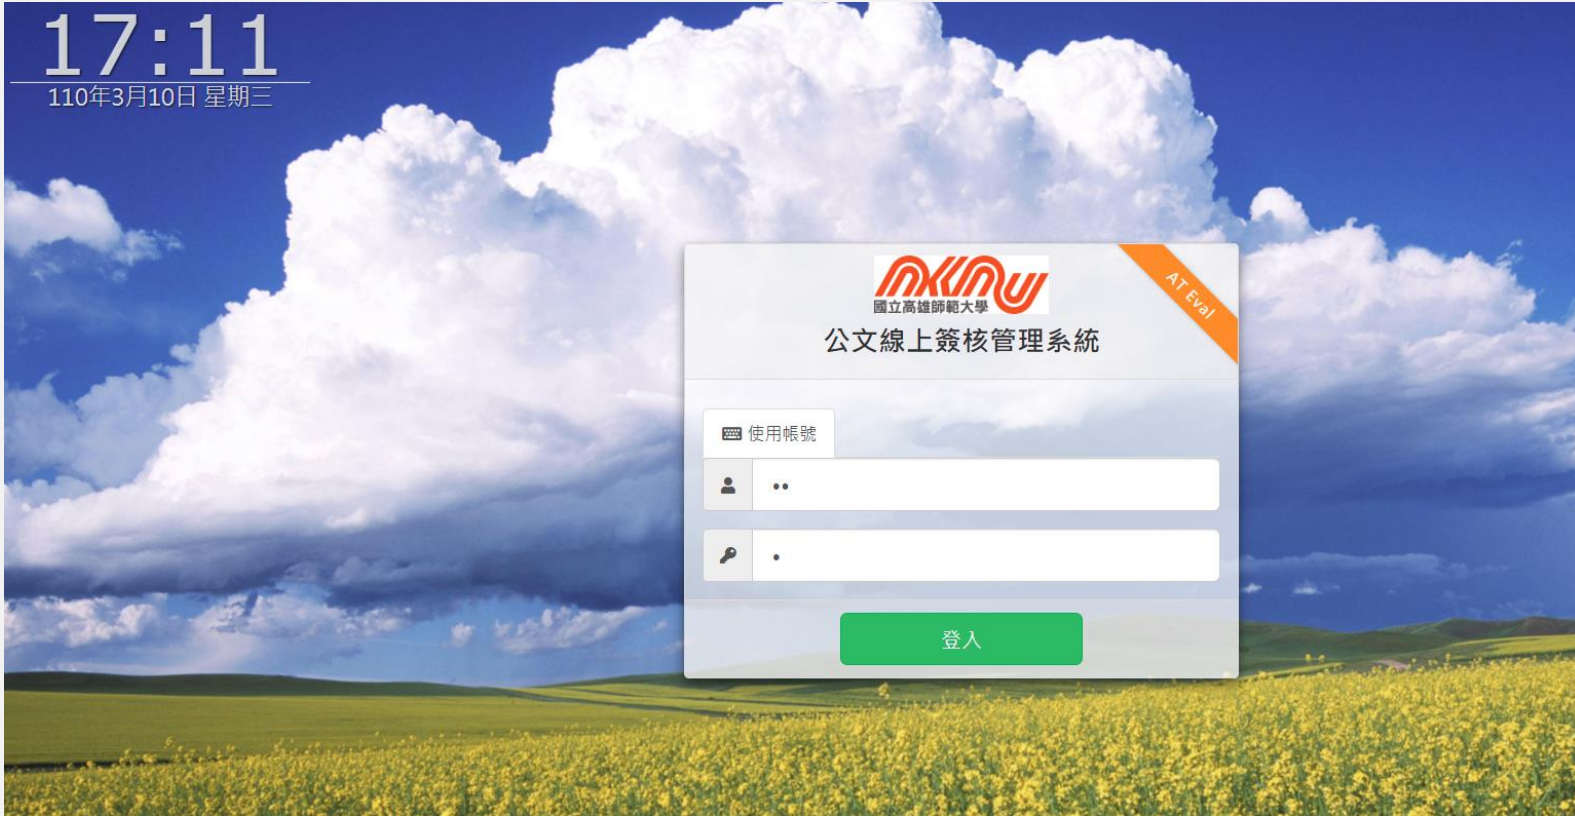 17:11
110年3月10日 星期三
國立高雄師範大學
公文線上簽核管理系統
AT Eval
使用帳號
••
•
登入